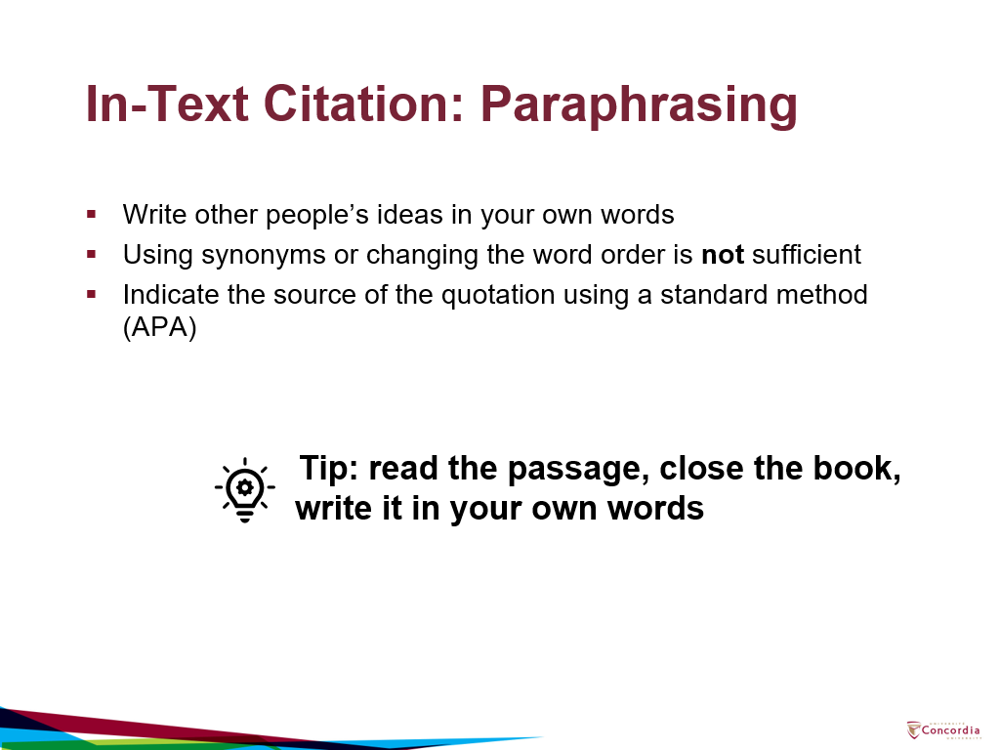 In-Text Citation: Paraphrasing
▪ Write other people’s ideas in your own words
▪ Using synonyms or changing the word order is not sufficient
▪ Indicate the source of the quotation using a standard method
(APA)
Tip: read the passage, close the book,
write it in your own words
UNIVERSITÉ
Concordia
UNIVERSITY